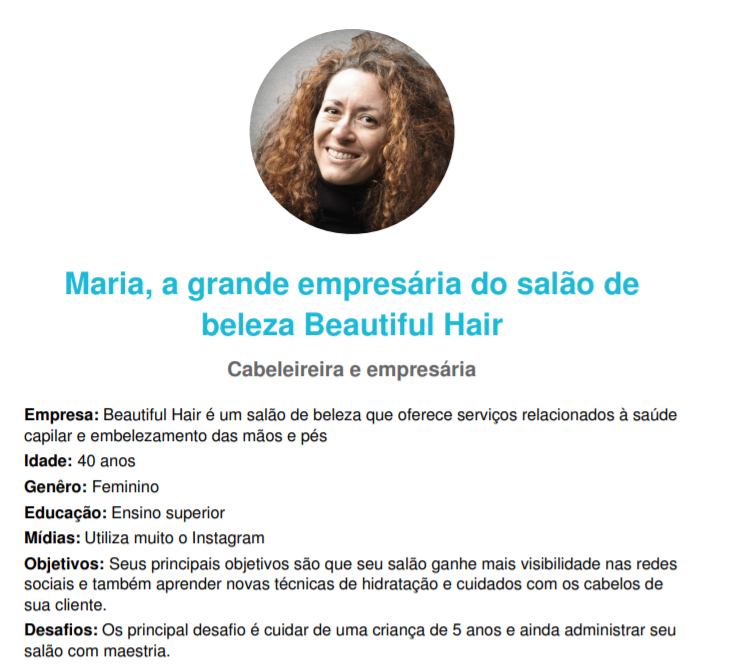 Maria, a grande empresária do salão de
beleza Beautiful Hair
Cabeleireira e empresária
Empresa: Beautiful Hair é um salão de beleza que oferece serviços relacionados à saúde
capilar e embelezamento das mãos e pés
Idade: 40 anos
Genêro: Feminino
Educação: Ensino superior
Mídias: Utiliza muito o Instagram
Objetivos: Seus principais objetivos são que seu salão ganhe mais visibilidade nas redes
sociais e também aprender novas técnicas de hidratação e cuidados com os cabelos de
sua cliente.
Desafios: Os principal desafio é cuidar de uma criança de 5 anos e ainda administrar seu
salão com maestria.